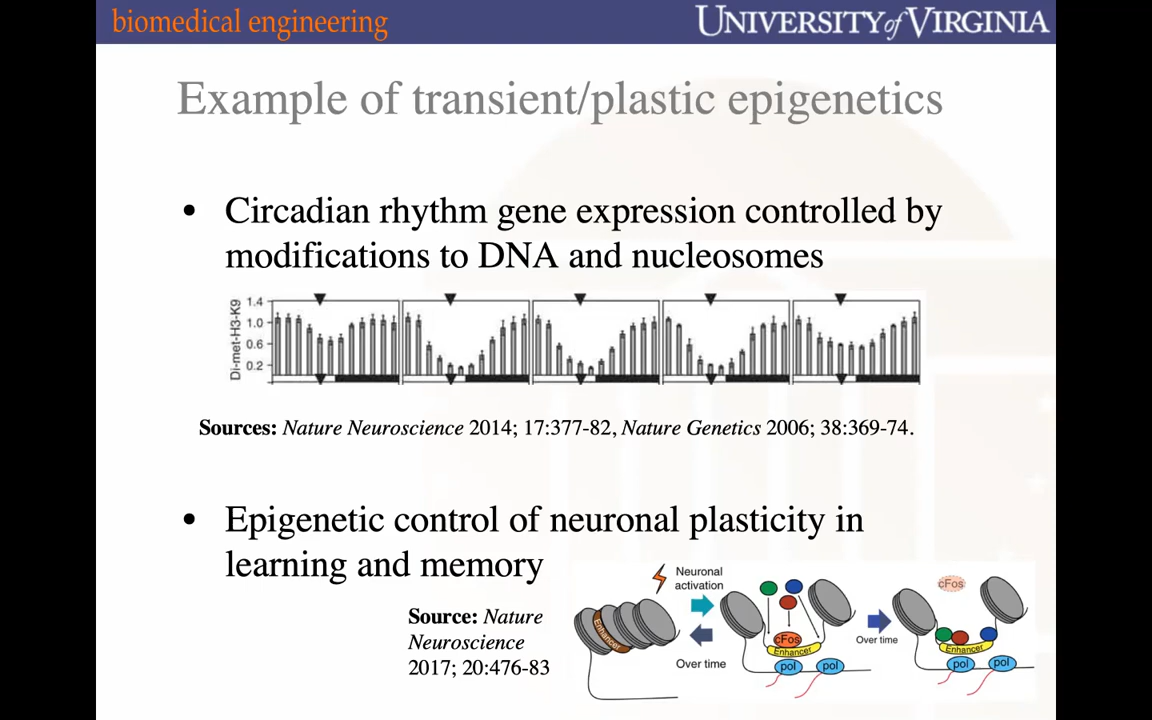 biomedical engineering
UNIVERSITY of VIRGINIA
Example of transient/plastic epigenetics
• Circadian rhythm gene expression controlled by
modifications to DNA and nucleosomes
Di-met-H3-K9
1.4
1.0
0.6
0.2
Sources: Nature Neuroscience 2014; 17:377-82, Nature Genetics 2006; 38:369-74.
• Epigenetic control of neuronal plasticity in
learning and memory
Source: Nature
Neuroscience
2017; 20:476-83
Enhancer
Neuronal
activation
Over time
cFos
Enhancer
pol
pol
Over time
cFos
Enhancer
pol
pol